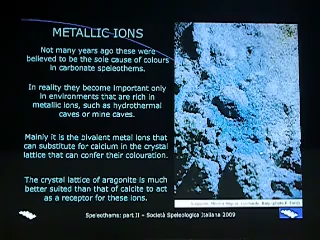 METALLIC IONS
Not many years ago these were
believed to be the sole cause of colours
in carbonate speleothems.
In reality they become important only
in environments that are rich in
metallic ions, such as hydrothermal
caves or mine caves.
Mainly it is the bivalent metal ions that
can substitute for calcium in the crystal
lattice that can confer their colouration.
The crystal lattice of aragonite is much
better suited than that of calcite to act
as a receptor for these ions.
Speleothems: part II – Società Speleologica Italiana 2009